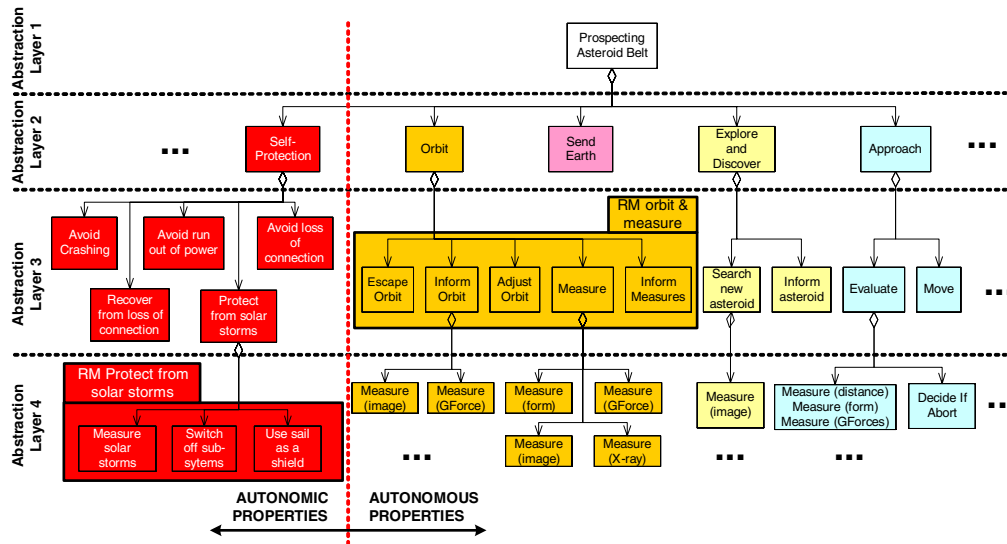 Abstraction
Layer 1
Prospecting
Asteroid Belt
Abstraction
Layer 2
...
Self-
Protection
Orbit
Send
Earth
Explore
and
Discover
Approach
...
Abstraction
Layer 3
Avoid
Crashing
Avoid run
out of power
Avoid loss
of
connection
Recover
from loss of
connection
Protect
from solar
storms
RM orbit &
measure
Escape
Orbit
Inform
Orbit
Adjust
Orbit
Measure
Inform
Measures
Search
new
asteroid
Inform
asteroid
Evaluate
Move
...
Abstraction
Layer 4
RM Protect from
solar storms
Measure
solar
storms
Switch
off sub-
sytems
Use sail
as a
shield
Measure
(image)
Measure
(GForce)
Measure
(form)
Measure
(GForce)
Measure
(image)
Measure
(X-ray)
...
Measure
(image)
...
Measure (distance)
Measure (form)
Measure (GForces)
...
Decide If
Abort
...
AUTONOMIC
PROPERTIES
AUTONOMOUS
PROPERTIES